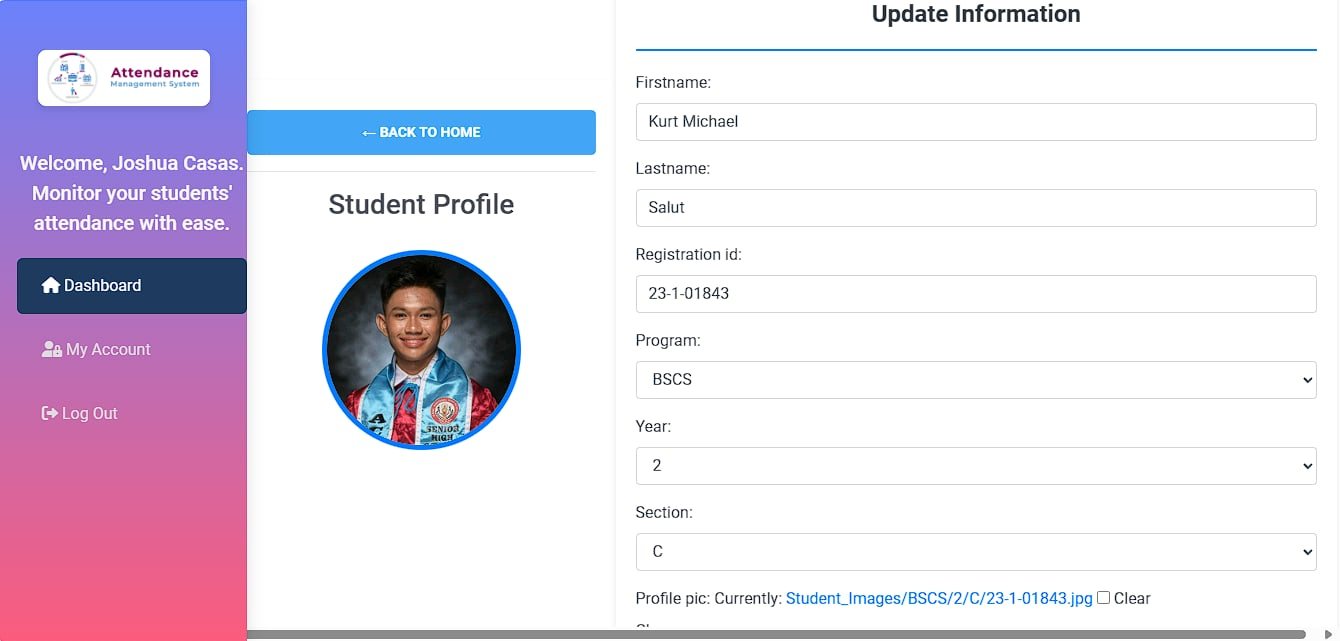 Attendance
Management System
Welcome, Joshua Casas.
Monitor your students'
attendance with ease.
Dashboard
My Account
Log Out
← BACK TO HOME
Student Profile
SENIOR
HIGH
Update Information
Firstname:
Kurt Michael
Lastname:
Salut
Registration id:
23-1-01843
Program:
BSCS
Year:
2
Section:
C
Profile pic: Currently: Student_Images/BSCS/2/C/23-1-01843.jpg Clear